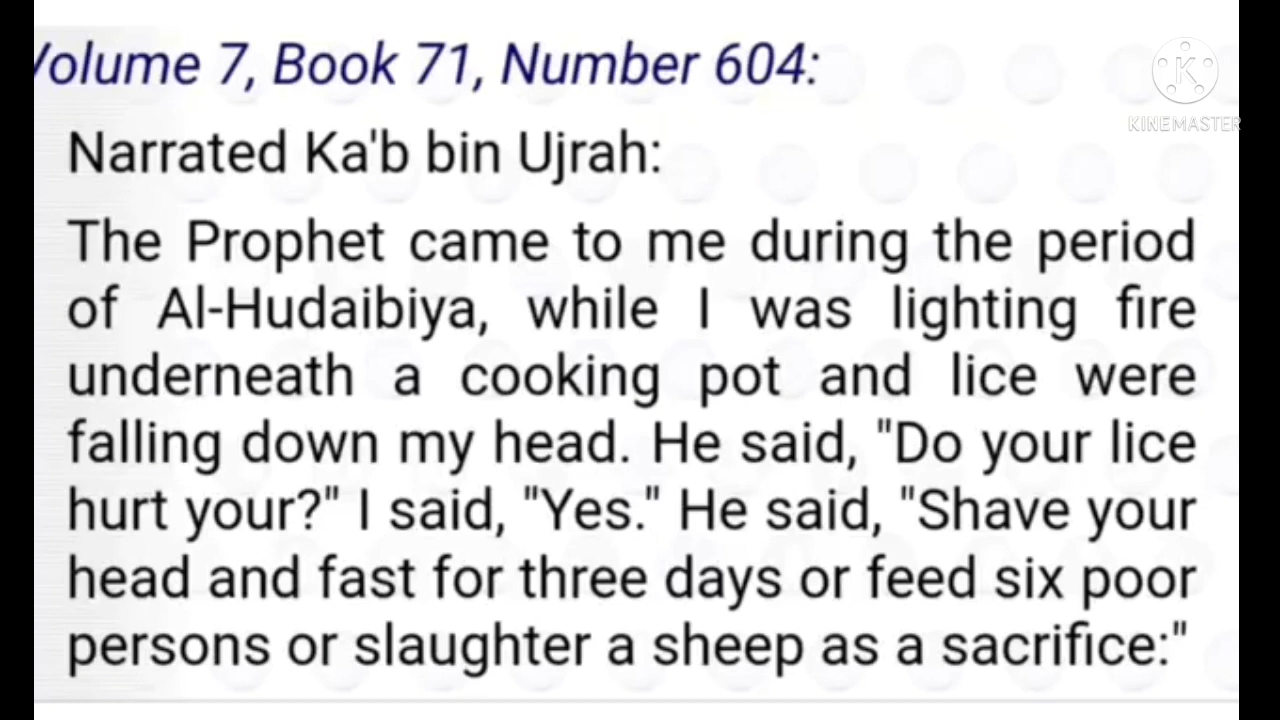 Volume 7, Book 71, Number 604:
KINEMASTER
Narrated Ka'b bin Ujrah:
The Prophet came to me during the period
of Al-Hudaibiya, while I was lighting fire
underneath a cooking pot and lice were
falling down my head. He said, "Do your lice
hurt your?" I said, "Yes." He said, "Shave your
head and fast for three days or feed six poor
persons or slaughter a sheep as a sacrifice:"